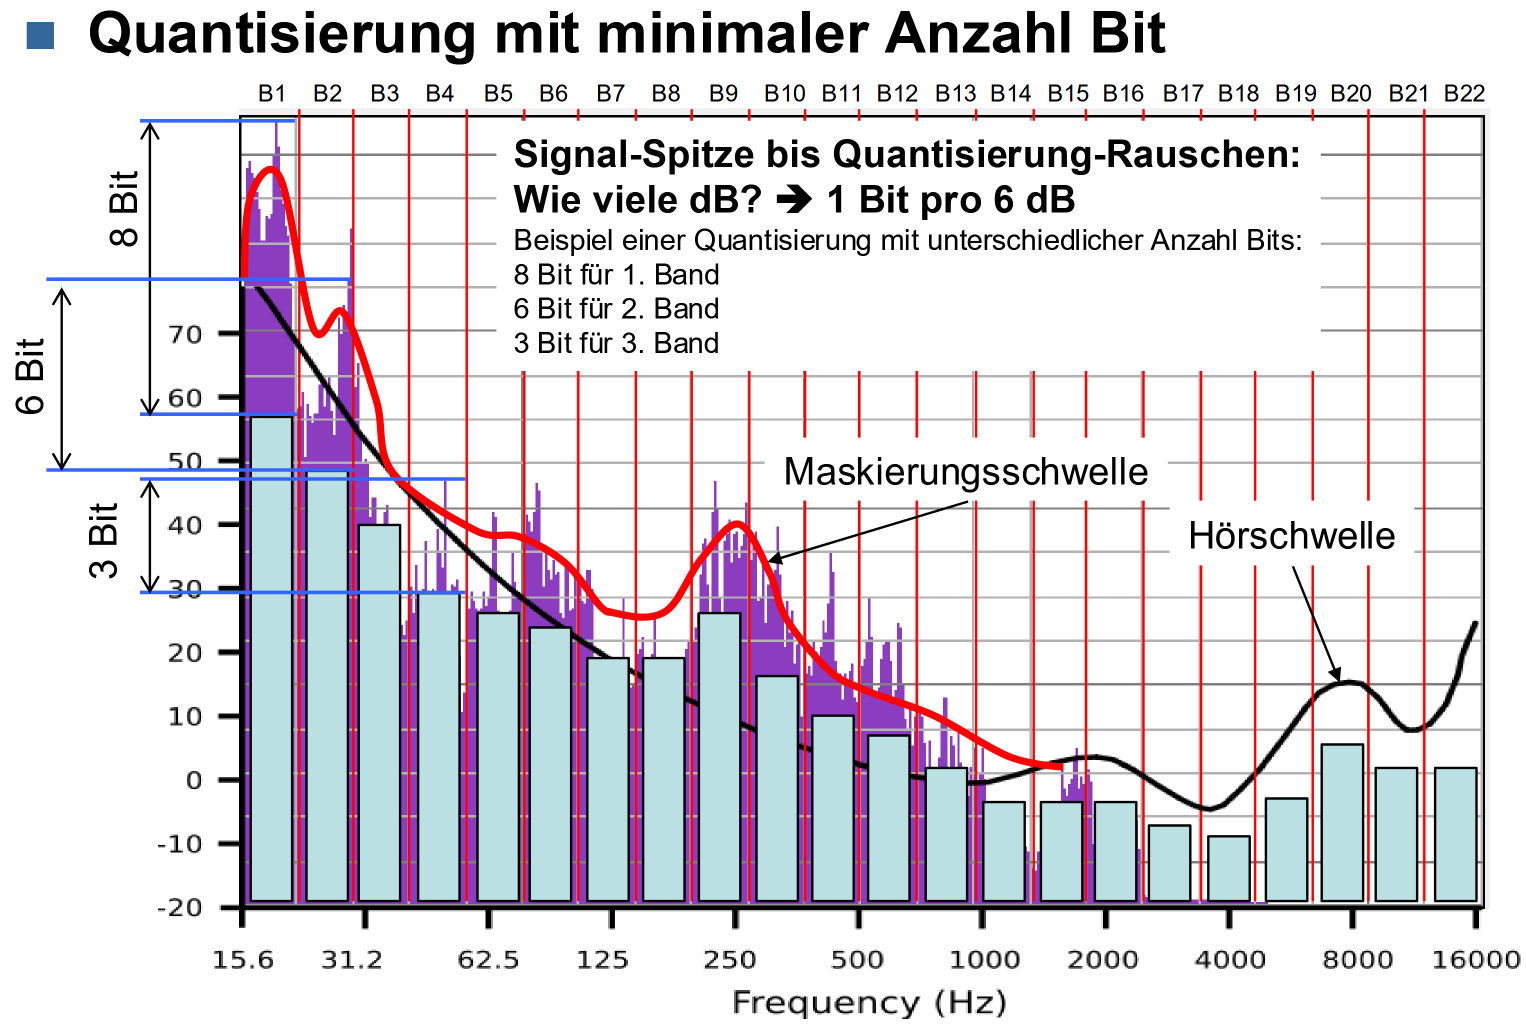 Quantisierung mit minimaler Anzahl Bit
B1 B2 B3 B4 B5 B6 B7 B8 B9 B10 B11 B12 B13 B14 B15 B16 B17 B18 B19 B20 B21 B22
Signal-Spitze bis Quantisierung-Rauschen:
Wie viele dB? ➔ 1 Bit pro 6 dB
Beispiel einer Quantisierung mit unterschiedlicher Anzahl Bits:
8 Bit für 1. Band
6 Bit für 2. Band
3 Bit für 3. Band
8 Bit
6 Bit
3 Bit
Maskierungsschwelle
Hörschwelle
70
60
50
40
30
20
10
0
-10
-20
15.6 31.2 62.5 125 250 500 1000 2000 4000 8000 16000
Frequency (Hz)